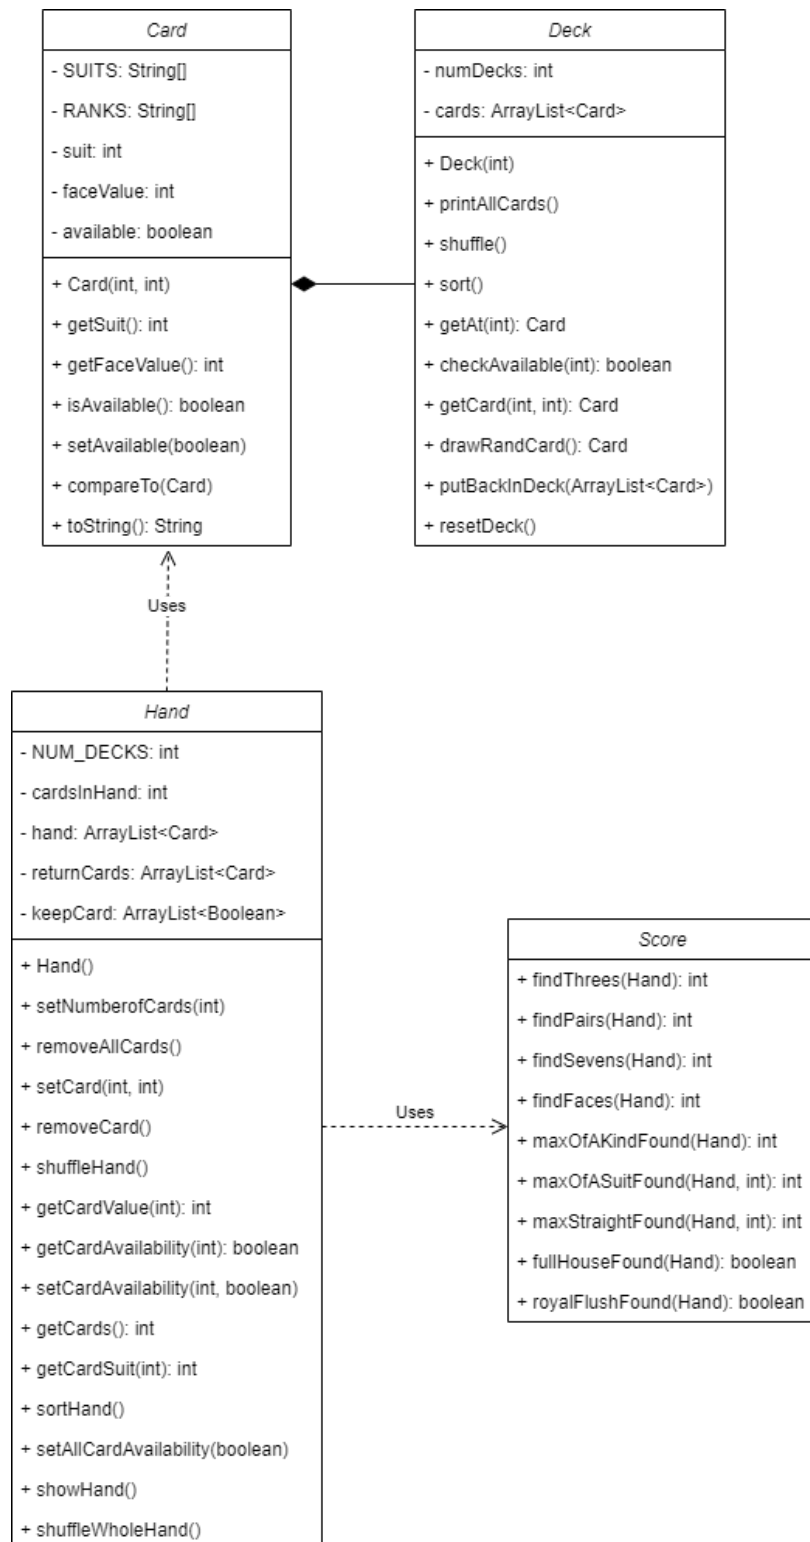 Card
- SUITS: String[]
- RANKS: String[]
- suit: int
- faceValue: int
- available: boolean
+ Card(int, int)
+ getSuit(): int
+ getFaceValue(): int
+ isAvailable(): boolean
+ setAvailable(boolean)
+ compareTo(Card)
+ toString(): String
Deck
- numDecks: int
- cards: ArrayList<Card>
+ Deck(int)
+ printAllCards()
+ shuffle()
+ sort()
+ getAt(int): Card
+ checkAvailable(int): boolean
+ getCard(int, int): Card
+ drawRandCard(): Card
+ putBackInDeck(ArrayList<Card>)
+ resetDeck()
Uses
Hand
- NUM_DECKS: int
- cardsInHand: int
- hand: ArrayList<Card>
- returnCards: ArrayList<Card>
- keepCard: ArrayList<Boolean>
+ Hand()
+ setNumberofCards(int)
+ removeAllCards()
+ setCard(int, int)
+ removeCard()
+ shuffleHand()
+ getCardValue(int): int
+ getCardAvailability(int): boolean
+ setCardAvailability(int, boolean)
+ getCards(): int
+ getCardSuit(int): int
+ sortHand()
+ setAllCardAvailability(boolean)
+ showHand()
+ shuffleWholeHand()
Uses
Score
+ findThrees(Hand): int
+ findPairs(Hand): int
+ findSevens(Hand): int
+ findFaces(Hand): int
+ maxOfAKindFound(Hand): int
+ maxOfASuitFound(Hand, int): int
+ maxStraightFound(Hand, int): int
+ fullHouseFound(Hand): boolean
+ royalFlushFound(Hand): boolean